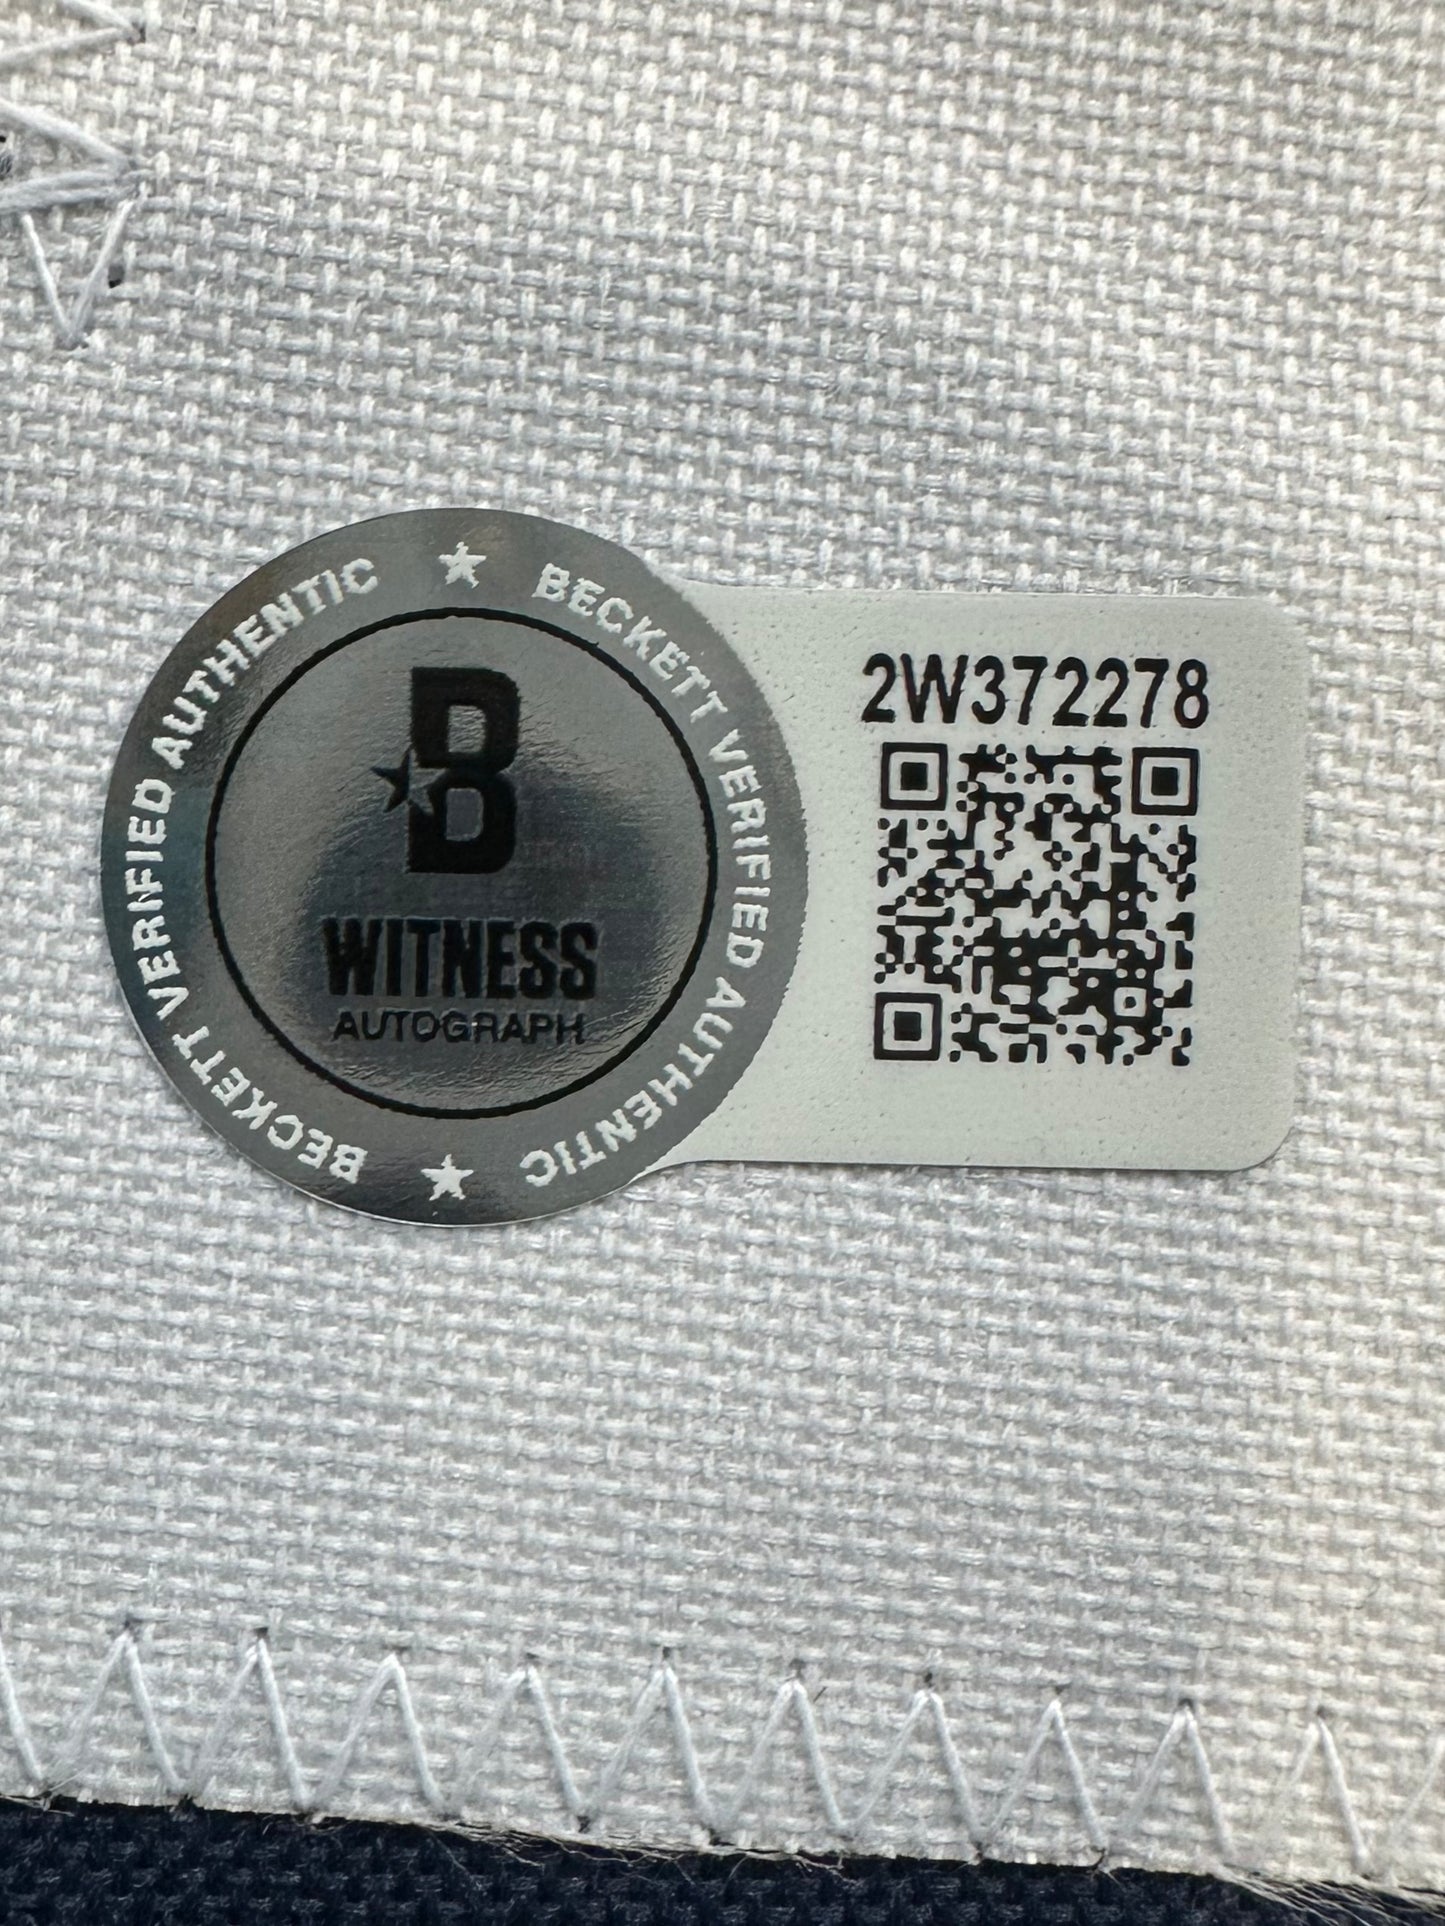 BECKETT VERIFIED AUTHENTIC
BECKETT VERIFIED AUTHENTIC
B
WITNESS
AUTOGRAPH
2W372278